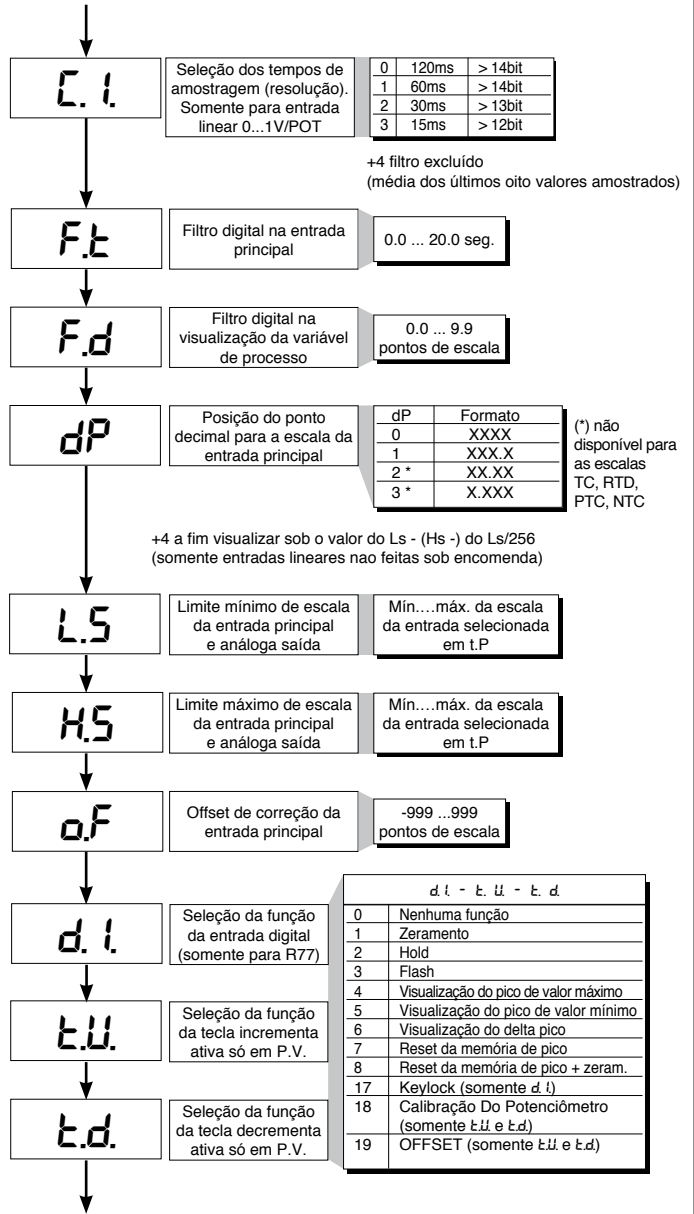 C. I.
Seleção dos tempos de
amostragem (resolução).
Somente para entrada
linear 0...1V/POT
0 120ms > 14bit
1 60ms > 14bit
2 30ms > 13bit
3 15ms > 12bit
+4 filtro excluído
(média dos últimos oito valores amostrados)
F.t
Filtro digital na entrada
principal
0.0 ... 20.0 seg.
F.d
Filtro digital na
visualização da variável
de processo
0.0 ... 9.9
pontos de escala
dP
Posição do ponto
decimal para a escala da
entrada principal
dP Formato
0 XXXX
1 XXX.X
2 * XX.XX
3 * X.XXX
(*) não
disponível para
as escalas
TC, RTD,
PTC, NTC
+4 a fim visualizar sob o valor do Ls - (Hs -) do Ls/256
(somente entradas lineares nao feitas sob encomenda)
L.S
Limite mínimo de escala
da entrada principal
e análoga saída
Mín....máx. da escala
da entrada selecionada
em t.P
H.S
Limite máximo de escala
da entrada principal
e análoga saída
Mín....máx. da escala
da entrada selecionada
em t.P
o.F
Offset de correção da
entrada principal
-999 ...999
pontos de escala
d. I.
Seleção da função
da entrada digital
(somente para R77)
t.U.
Seleção da função
da tecla incrementa
ativa só em P.V.
t.d.
Seleção da função
da tecla decrementa
ativa só em P.V.
d. I. - t. U. - t. d.
0 Nenhuma função
1 Zeramento
2 Hold
3 Flash
4 Visualização do pico de valor máximo
5 Visualização do pico de valor mínimo
6 Visualização do delta pico
7 Reset da memória de pico
8 Reset da memória de pico + zeram.
17 Keylock (somente d. I.)
18 Calibração Do Potenciômetro
(somente t.U. e t.d.)
19 OFFSET (somente t.U. e t.d.)